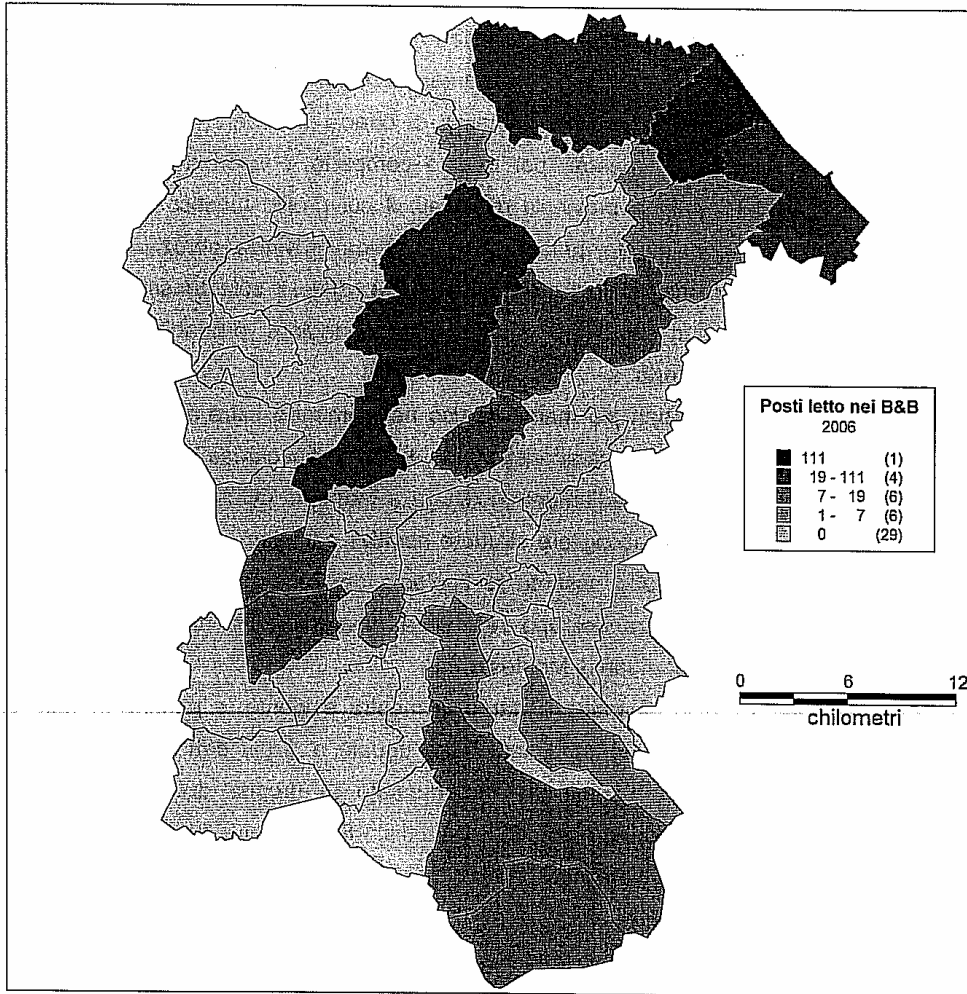 Posti letto nei B&B
2006
111 (1)
19 - 111 (4)
7 - 19 (6)
1 - 7 (6)
0 (29)
0 6 12
chilometri